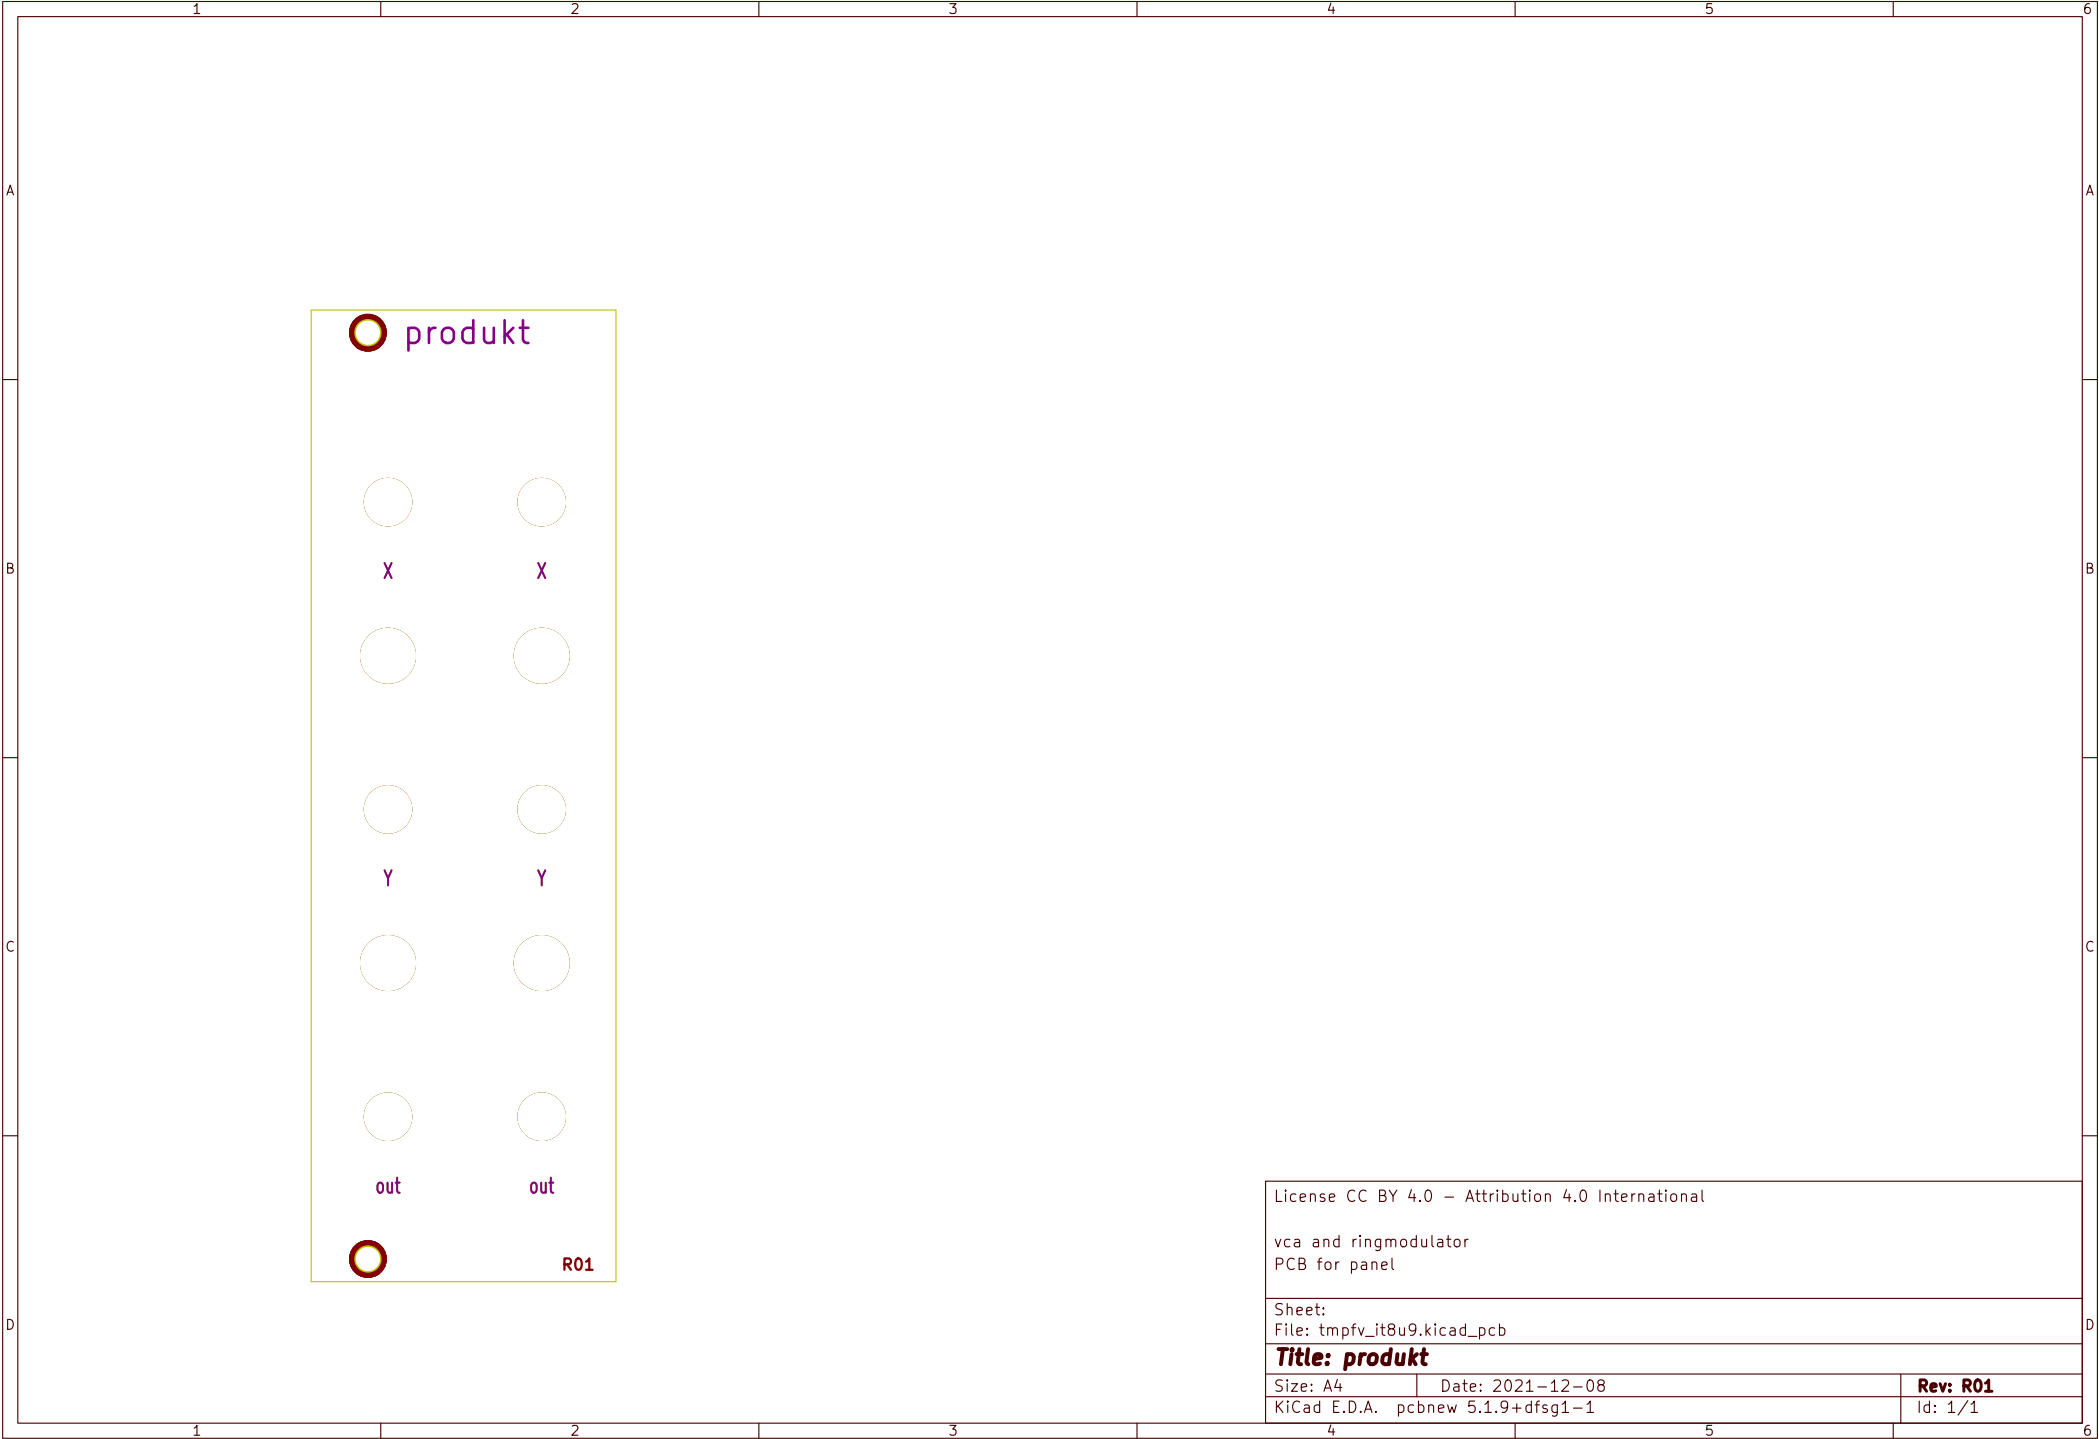 1 2 3 4 5 6
A A
produkt
X X
B B
Y Y
C C
out out
R01
License CC BY 4.0 – Attribution 4.0 International
vca and ringmodulator
PCB for panel
Sheet:
File: tmpfv_it8u9.kicad_pcb
D D
Title: produkt
Size: A4 Date: 2021-12-08 Rev: R01
KiCad E.D.A. pcbnew 5.1.9+dfsg1-1 Id: 1/1
1 2 3 4 5 6